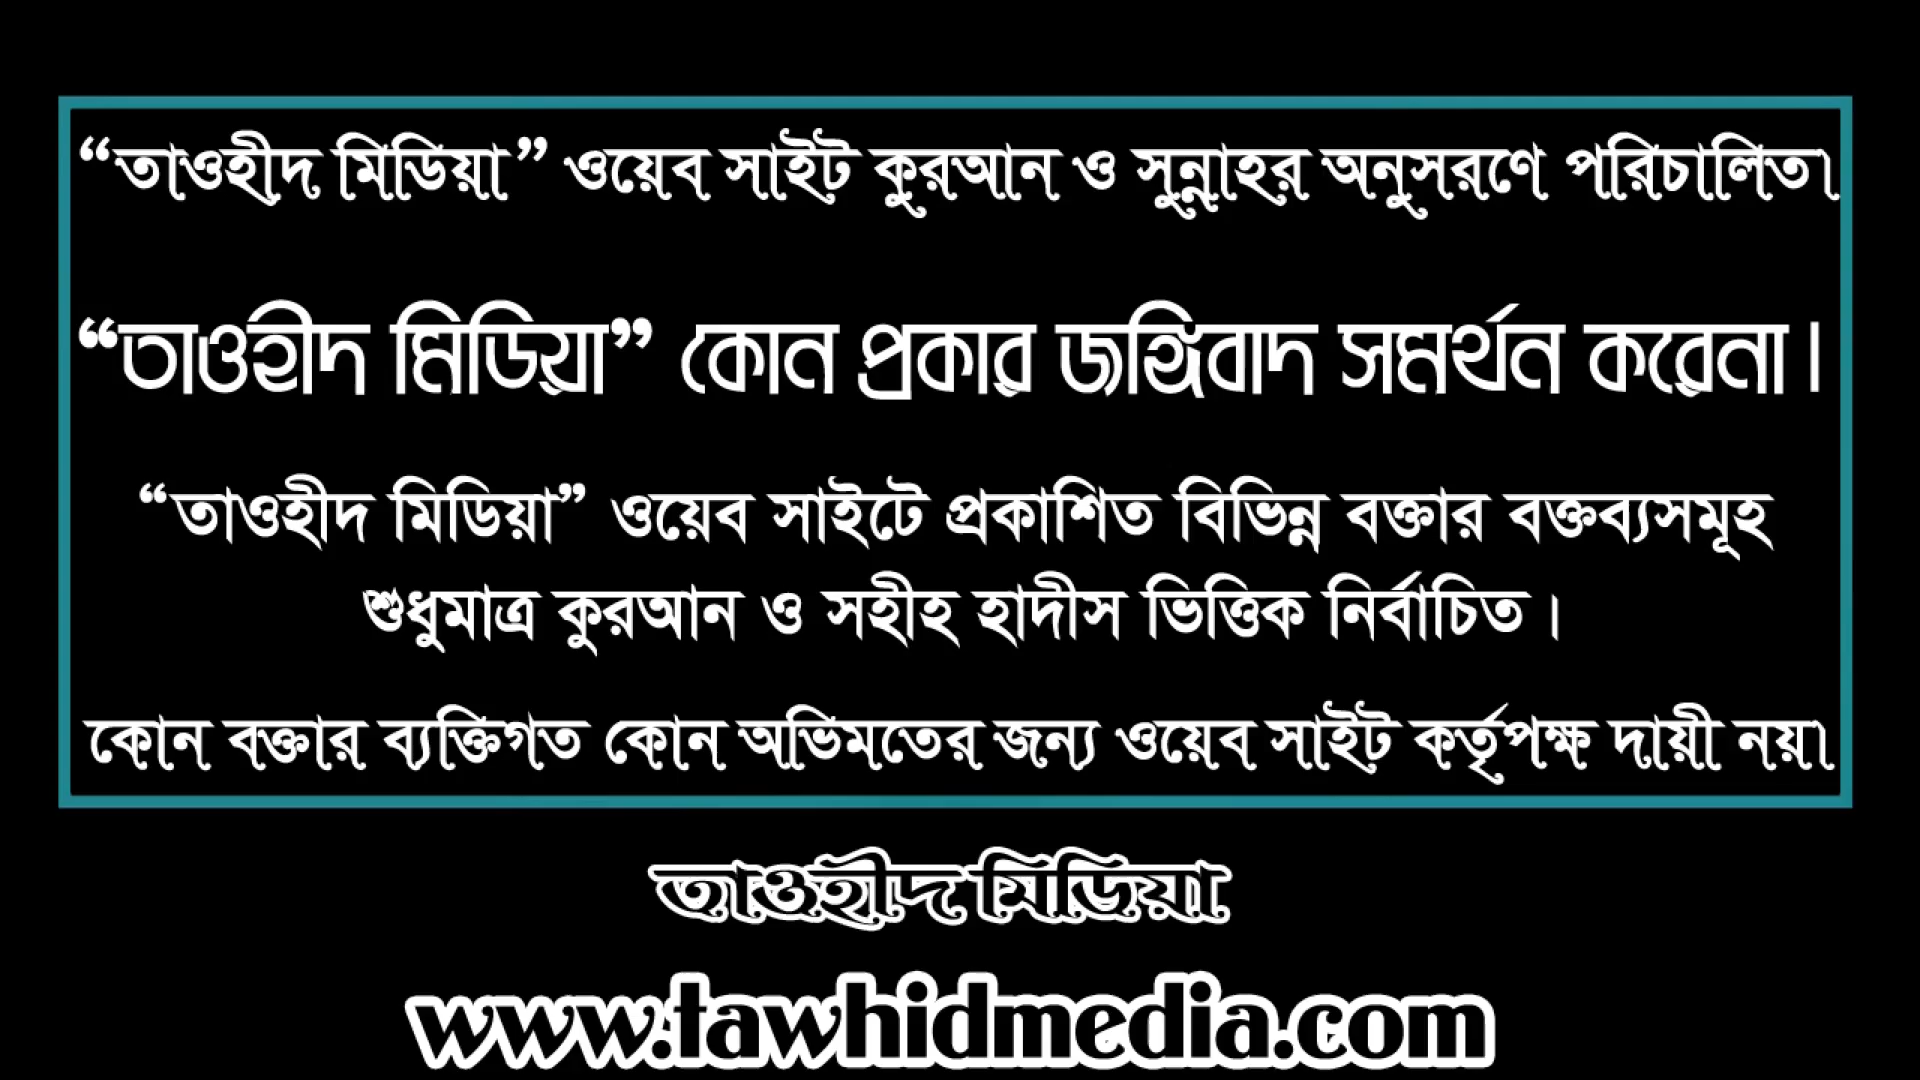 “তাওহীদ মিডিয়া” ওয়েব সাইট কুরআন ও সুন্নাহর অনুসরণে পরিচালিত।
“তাওহীদ মিডিয়া” কোন প্রকার জঙ্গিবাদ সমর্থন করেনা।
“তাওহীদ মিডিয়া” ওয়েব সাইটে প্রকাশিত বিভিন্ন বক্তার বক্তব্যসমূহ
শুধুমাত্র কুরআন ও সহীহ হাদীস ভিত্তিক নির্বাচিত।
কোন বক্তার ব্যক্তিগত কোন অভিমতের জন্য ওয়েব সাইট কর্তৃপক্ষ দায়ী নয়।
তাওহীদ মিডিয়া
www.tawhidmedia.com